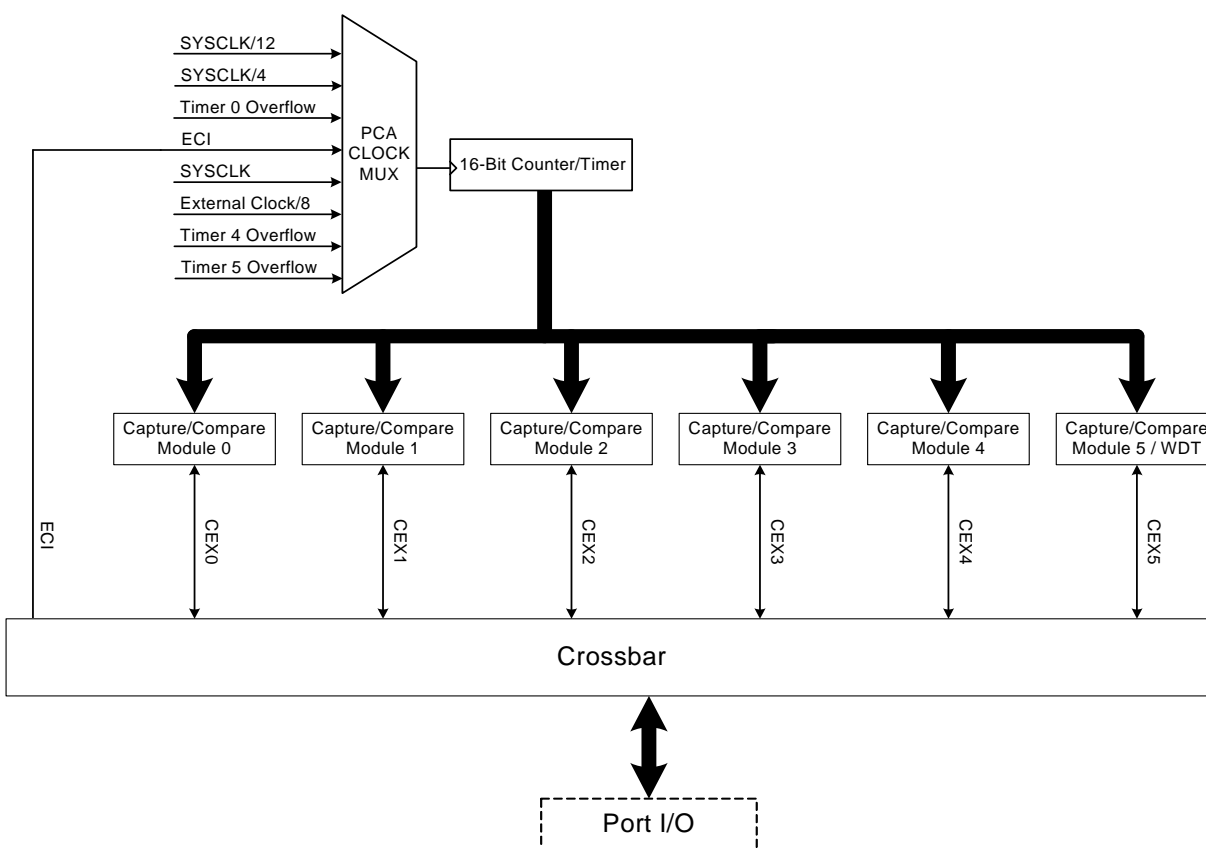 SYSCLK/12
SYSCLK/4
Timer 0 Overflow
ECI
SYSCLK
External Clock/8
Timer 4 Overflow
Timer 5 Overflow
PCA
CLOCK
MUX
16-Bit Counter/Timer
Capture/Compare
Module 0
Capture/Compare
Module 1
Capture/Compare
Module 2
Capture/Compare
Module 3
Capture/Compare
Module 4
Capture/Compare
Module 5 / WDT
ECI
CEX0
CEX1
CEX2
CEX3
CEX4
CEX5
Crossbar
Port I/O